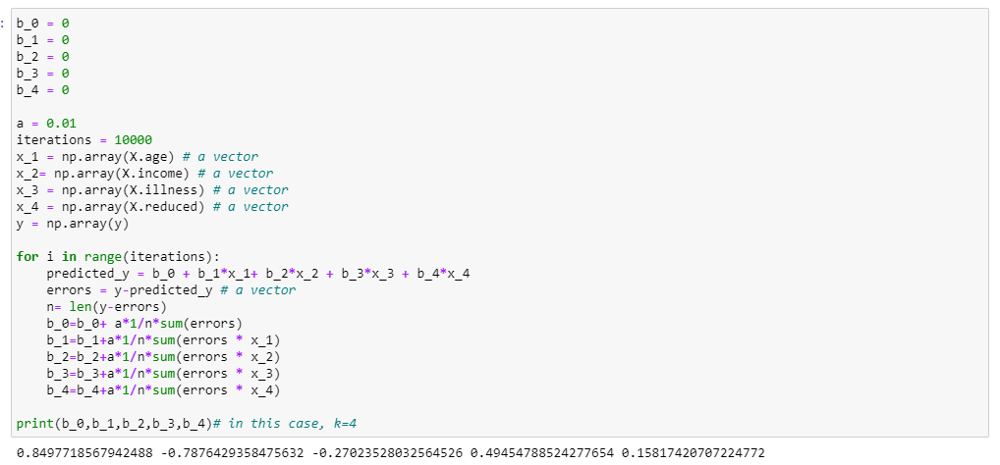 :
b_0 = 0
b_1 = 0
b_2 = 0
b_3 = 0
b_4 = 0
a = 0.01
iterations = 10000
x_1 = np.array(X.age) # a vector
x_2= np.array(X.income) # a vector
x_3 = np.array(X.illness) # a vector
x_4 = np.array(X.reduced) # a vector
y = np.array(y)
for i in range(iterations):
    predicted_y = b_0 + b_1*x_1+ b_2*x_2 + b_3*x_3 + b_4*x_4
    errors = y-predicted_y # a vector
    n= len(y-errors)
    b_0=b_0+ a*1/n*sum(errors)
    b_1=b_1+a*1/n*sum(errors * x_1)
    b_2=b_2+a*1/n*sum(errors * x_2)
    b_3=b_3+a*1/n*sum(errors * x_3)
    b_4=b_4+a*1/n*sum(errors * x_4)
print(b_0,b_1,b_2,b_3,b_4)# in this case, k=4
0.8497718567942488 -0.7876429358475632 -0.27023528032564526 0.49454788524277654 0.15817420707224772